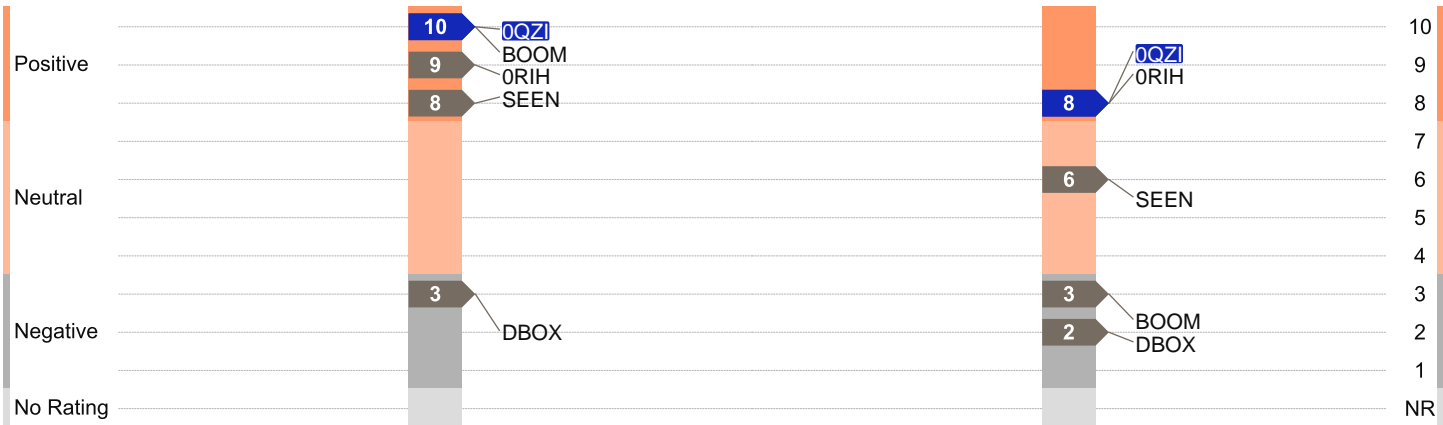 10 0QZI 10
BOOM 0QZI
Positive 9 0RIH 0RIH 9
8 SEEN 8 8
7
6 6
Neutral SEEN
5
4
3 3 3
BOOM
Negative DBOX 2 2
DBOX
1
No Rating NR